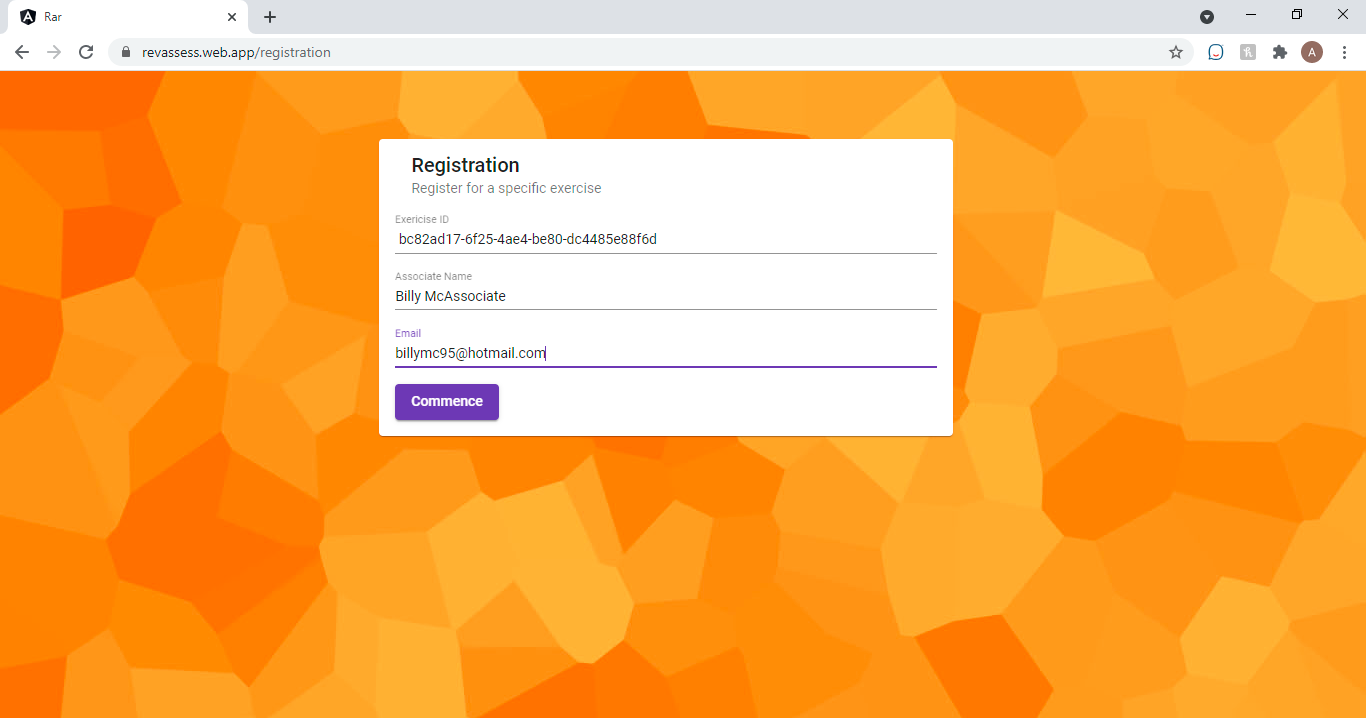 Rar
revassess.web.app/registration
A
Registration
Register for a specific exercise
Exericise ID
bc82ad17-6f25-4ae4-be80-dc4485e88f6d
Associate Name
Billy McAssociate
Email
billymc95@hotmail.com
Commence